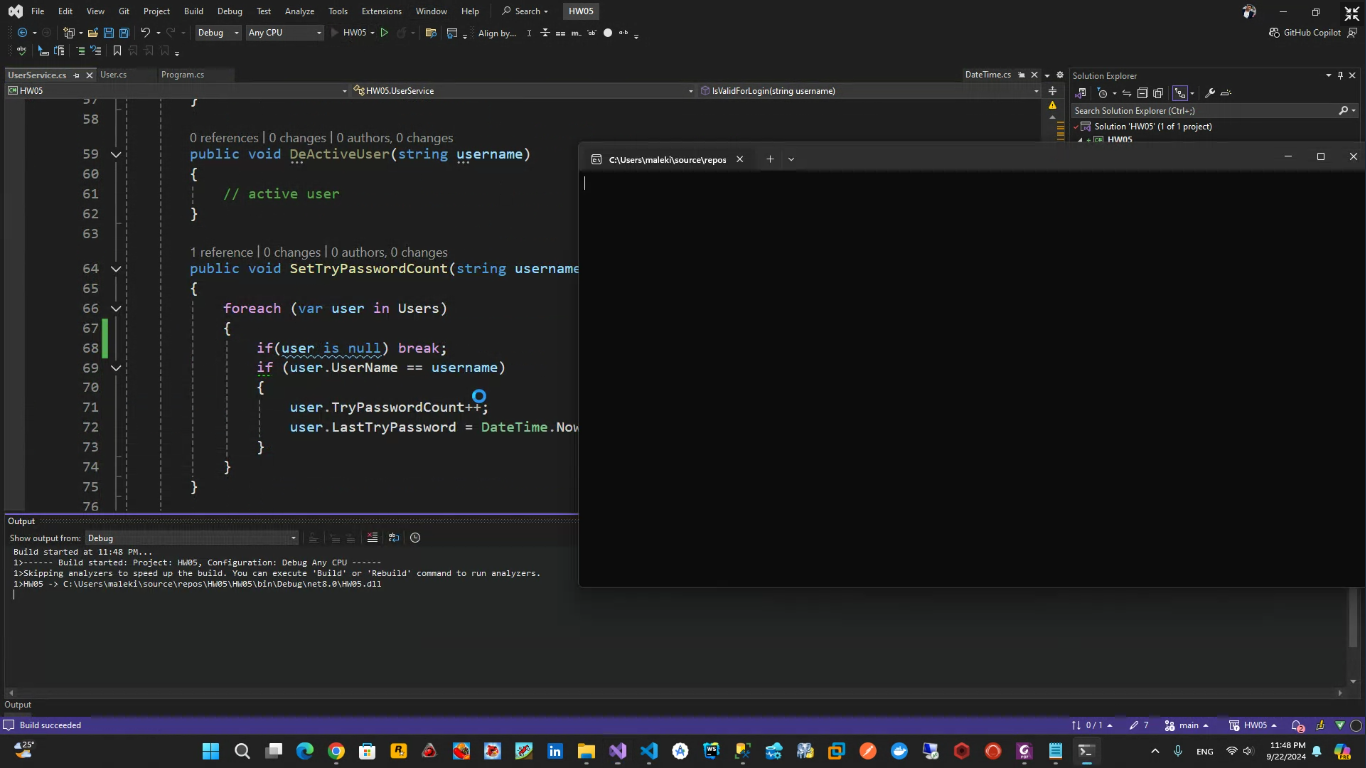 File Edit View Git Project Build Debug Test Analyze Tools Extensions Window Help Search HW05
Debug Any CPU HW05 Align by... GitHub Copilot
UserService.cs User.cs Program.cs DateTime.cs Solution Explorer
HW05 HW05.UserService IsValidForLogin(string username)
Search Solution Explorer (Ctrl+;)
Solution 'HW05' (1 of 1 project)
HW05
57 }
58
0 references | 0 changes | 0 authors, 0 changes
59 public void DeActiveUser(string username)
60 {
61 // active user
62 }
63
1 reference | 0 changes | 0 authors, 0 changes
64 public void SetTryPasswordCount(string username
65 {
66 foreach (var user in Users)
67 {
68 if(user is null) break;
69 if (user.UserName == username)
70 {
71 user.TryPasswordCount++;
72 user.LastTryPassword = DateTime.Now
73 }
74 }
75 }
76
C:\Users\maleki\source\repos
Output
Show output from: Debug
Build started at 11:48 PM...
1>------ Build started: Project: HW05, Configuration: Debug Any CPU ------
1>Skipping analyzers to speed up the build. You can execute 'Build' or 'Rebuild' command to run analyzers.
1>HW05 -> C:\Users\maleki\source\repos\HW05\HW05\bin\Debug\net8.0\HW05.dll
Output
Build succeeded 0 / 1 7 main HW05
25° ENG 11:48 PM
9/22/2024